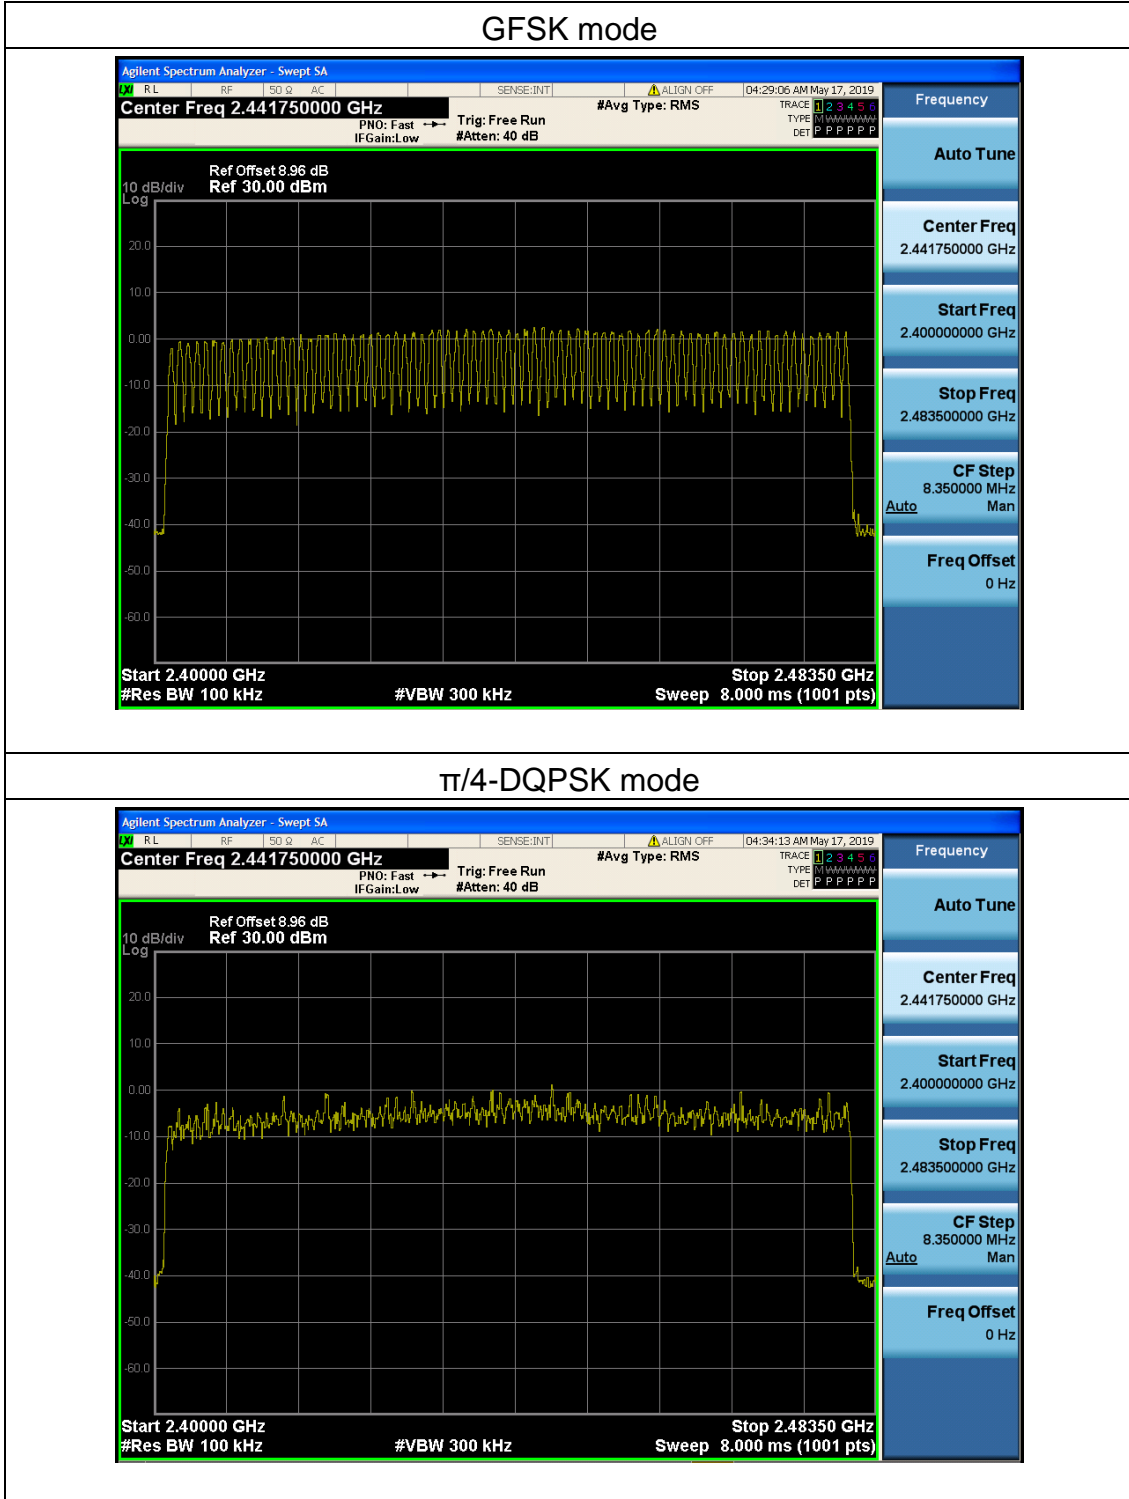 GFSK mode
Agilent Spectrum Analyzer - Swept SA
LXI RL RF 50 Ω AC SENSE:INT ALIGN OFF 04:29:06 AM May 17, 2019
Center Freq 2.441750000 GHz #Avg Type: RMS TRACE 1 2 3 4 5 6
PNO: Fast Trig: Free Run TYPE M WWWWW
IFGain:Low #Atten: 40 dB DET P P P P P P
Frequency
Auto Tune
Center Freq
2.441750000 GHz
Start Freq
2.400000000 GHz
Stop Freq
2.483500000 GHz
CF Step
8.350000 MHz
Auto Man
Freq Offset
0 Hz
Ref Offset 8.96 dB
10 dB/div Ref 30.00 dBm
Log
20.0
10.0
0.00
-10.0
-20.0
-30.0
-40.0
-50.0
-60.0
Start 2.40000 GHz Stop 2.48350 GHz
#Res BW 100 kHz #VBW 300 kHz Sweep 8.000 ms (1001 pts)
π/4-DQPSK mode
Agilent Spectrum Analyzer - Swept SA
LXI RL RF 50 Ω AC SENSE:INT ALIGN OFF 04:34:13 AM May 17, 2019
Center Freq 2.441750000 GHz #Avg Type: RMS TRACE 1 2 3 4 5 6
PNO: Fast Trig: Free Run TYPE M WWWWW
IFGain:Low #Atten: 40 dB DET P P P P P P
Frequency
Auto Tune
Center Freq
2.441750000 GHz
Start Freq
2.400000000 GHz
Stop Freq
2.483500000 GHz
CF Step
8.350000 MHz
Auto Man
Freq Offset
0 Hz
Ref Offset 8.96 dB
10 dB/div Ref 30.00 dBm
Log
20.0
10.0
0.00
-10.0
-20.0
-30.0
-40.0
-50.0
-60.0
Start 2.40000 GHz Stop 2.48350 GHz
#Res BW 100 kHz #VBW 300 kHz Sweep 8.000 ms (1001 pts)